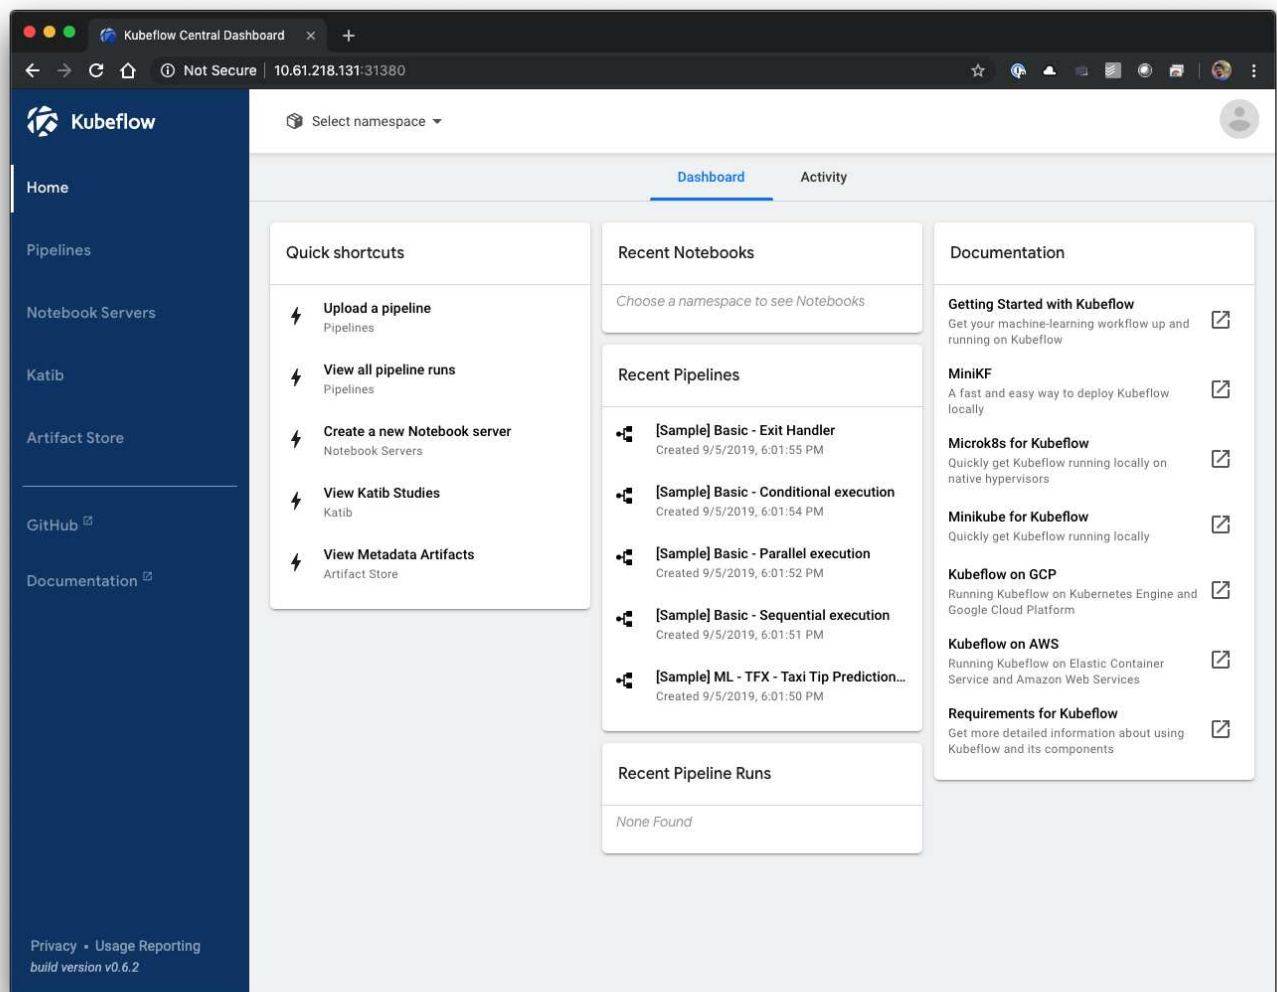 Kubeflow Central Dashboard
Not Secure | 10.61.218.131:31380
Kubeflow
Select namespace
Home
Pipelines
Notebook Servers
Katib
Artifact Store
GitHub
Documentation
Privacy • Usage Reporting
build version v0.6.2
Dashboard
Activity
Quick shortcuts
Upload a pipeline
Pipelines
View all pipeline runs
Pipelines
Create a new Notebook server
Notebook Servers
View Katib Studies
Katib
View Metadata Artifacts
Artifact Store
Recent Notebooks
Choose a namespace to see Notebooks
Recent Pipelines
[Sample] Basic - Exit Handler
Created 9/5/2019, 6:01:55 PM
[Sample] Basic - Conditional execution
Created 9/5/2019, 6:01:54 PM
[Sample] Basic - Parallel execution
Created 9/5/2019, 6:01:52 PM
[Sample] Basic - Sequential execution
Created 9/5/2019, 6:01:51 PM
[Sample] ML - TFX - Taxi Tip Prediction...
Created 9/5/2019, 6:01:50 PM
Recent Pipeline Runs
None Found
Documentation
Getting Started with Kubeflow
Get your machine-learning workflow up and
running on Kubeflow
MiniKF
A fast and easy way to deploy Kubeflow
locally
Microk8s for Kubeflow
Quickly get Kubeflow running locally on
native hypervisors
Minikube for Kubeflow
Quickly get Kubeflow running locally
Kubeflow on GCP
Running Kubeflow on Kubernetes Engine and
Google Cloud Platform
Kubeflow on AWS
Running Kubeflow on Elastic Container
Service and Amazon Web Services
Requirements for Kubeflow
Get more detailed information about using
Kubeflow and its components